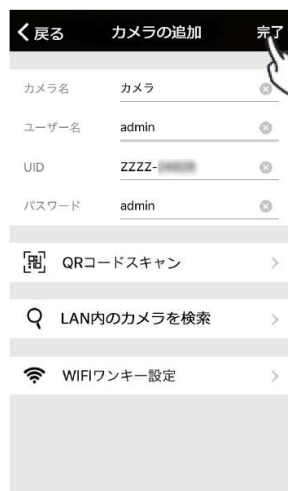 戻る カメラの追加 完了
カメラ名 カメラ
ユーザー名 admin
UID ZZZZ-
パスワード admin
QRコードスキャン
LAN内のカメラを検索
WIFIワンキー設定